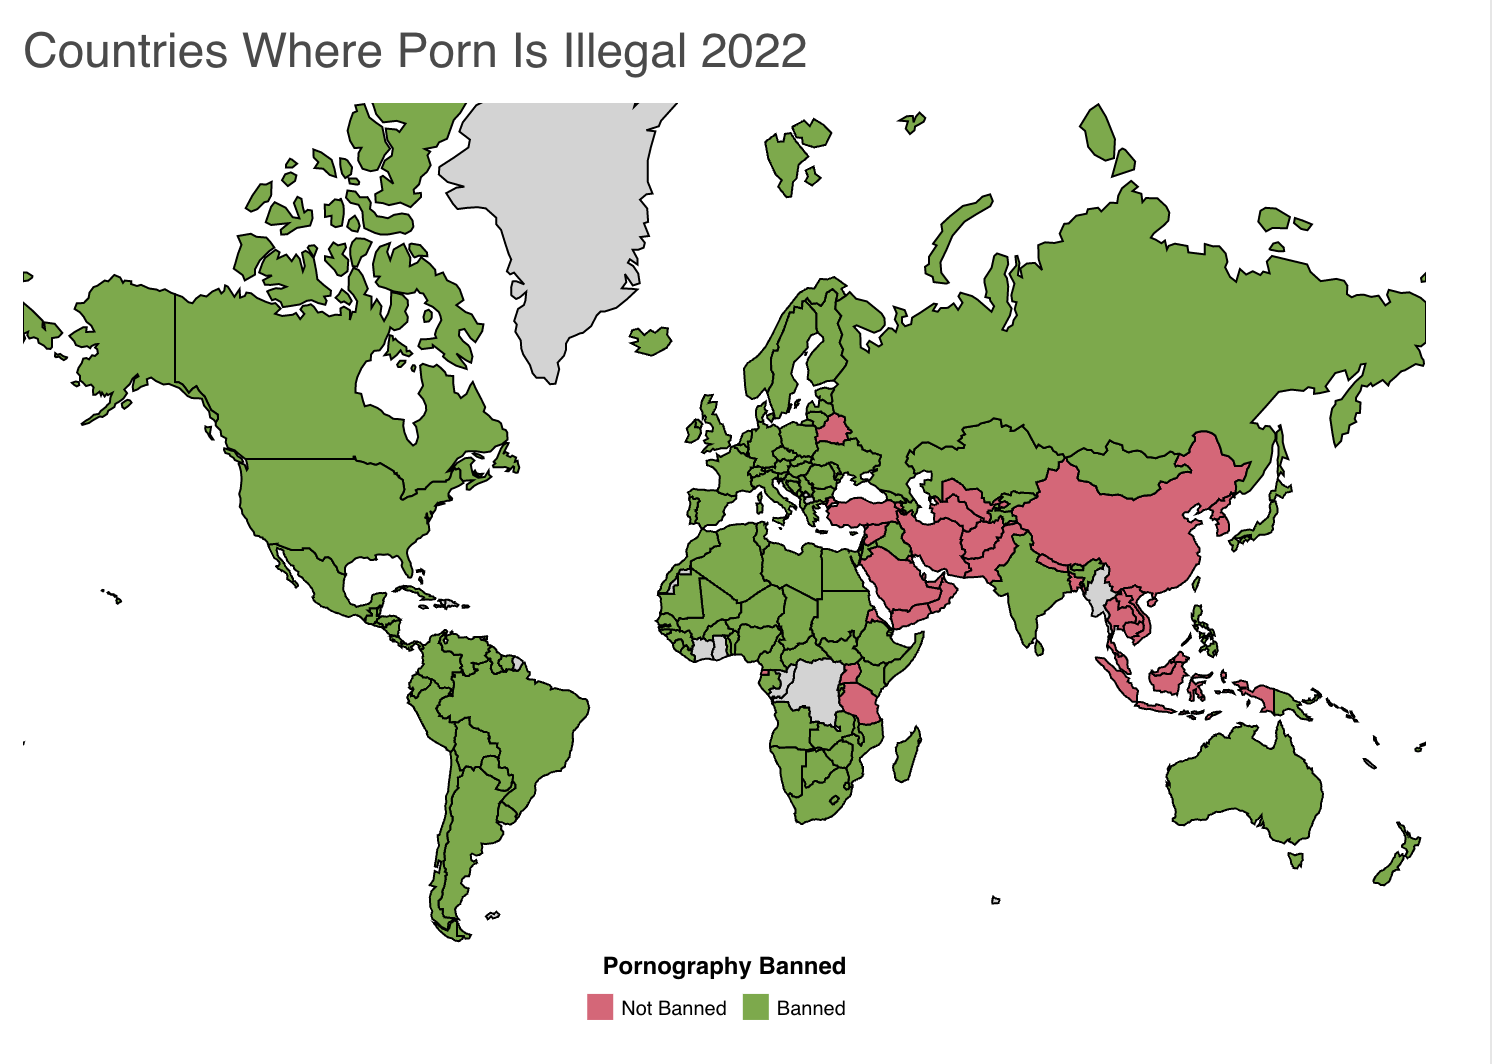 Countries Where Porn Is Illegal 2022
Pornography Banned
Not Banned Banned